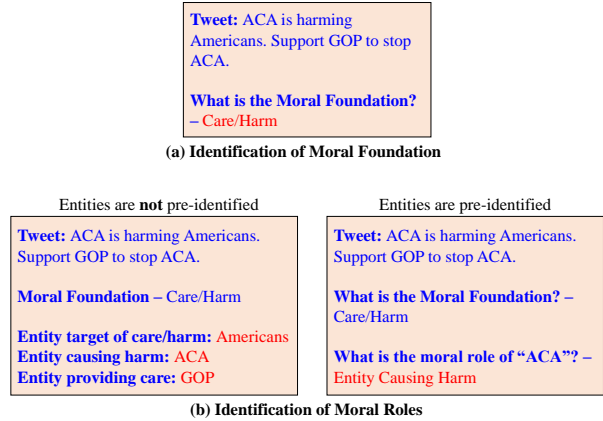 Tweet: ACA is harming
Americans. Support GOP to stop
ACA.
What is the Moral Foundation?
– Care/Harm
(a) Identification of Moral Foundation
Entities are not pre-identified
Tweet: ACA is harming Americans.
Support GOP to stop ACA.
Moral Foundation – Care/Harm
Entity target of care/harm: Americans
Entity causing harm: ACA
Entity providing care: GOP
Entities are pre-identified
Tweet: ACA is harming Americans.
Support GOP to stop ACA.
What is the Moral Foundation? –
Care/Harm
What is the moral role of “ACA”? –
Entity Causing Harm
(b) Identification of Moral Roles